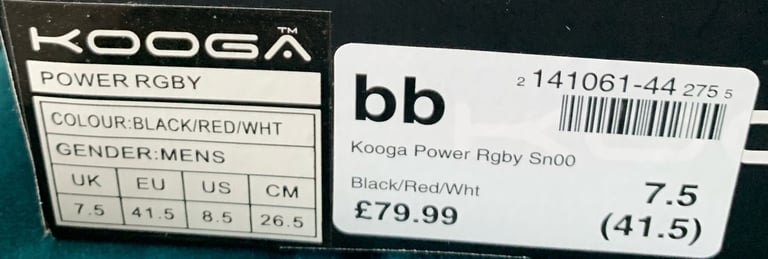 KOOGA™
POWER RGBY
COLOUR:BLACK/RED/WHT
GENDER:MENS
UK EU US CM
7.5 41.5 8.5 26.5
bb
2 141061-44 275 5
Kooga Power Rgby Sn00
Black/Red/Wht
£79.99
7.5
(41.5)